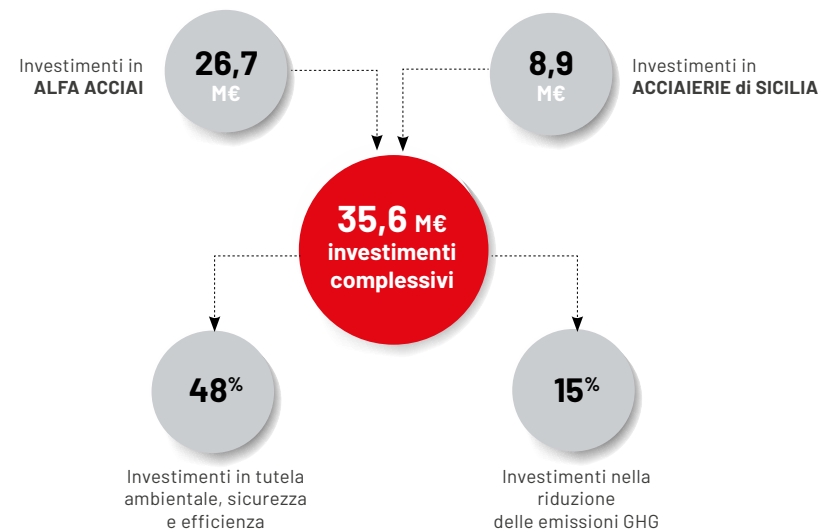 Investimenti in
ALFA ACCIAI
26,7
M€
8,9
M€
Investimenti in
ACCIAIERIE di SICILIA
35,6 M€
investimenti
complessivi
48%
Investimenti in tutela
ambientale, sicurezza
e efficienza
15%
Investimenti nella
riduzione
delle emissioni GHG